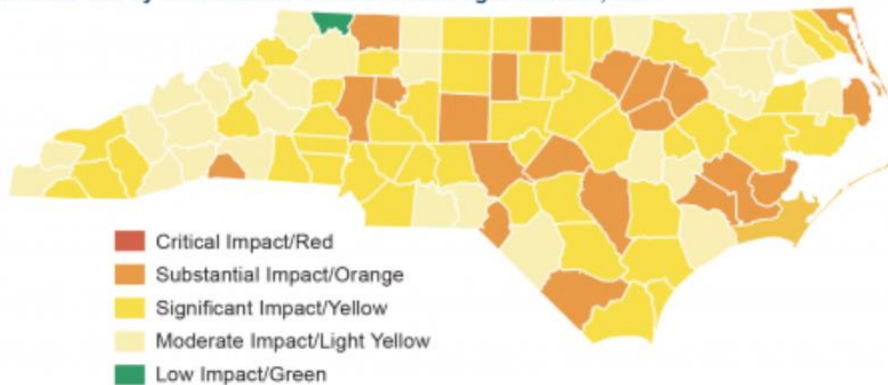 Critical Impact/Red
Substantial Impact/Orange
Significant Impact/Yellow
Moderate Impact/Light Yellow
Low Impact/Green